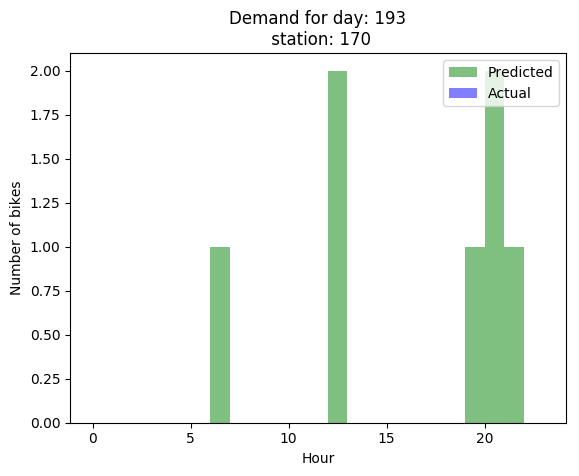 Demand for day: 193
station: 170
Predicted
Actual
Number of bikes
2.00
1.75
1.50
1.25
1.00
0.75
0.50
0.25
0.00
0 5 10 15 20
Hour